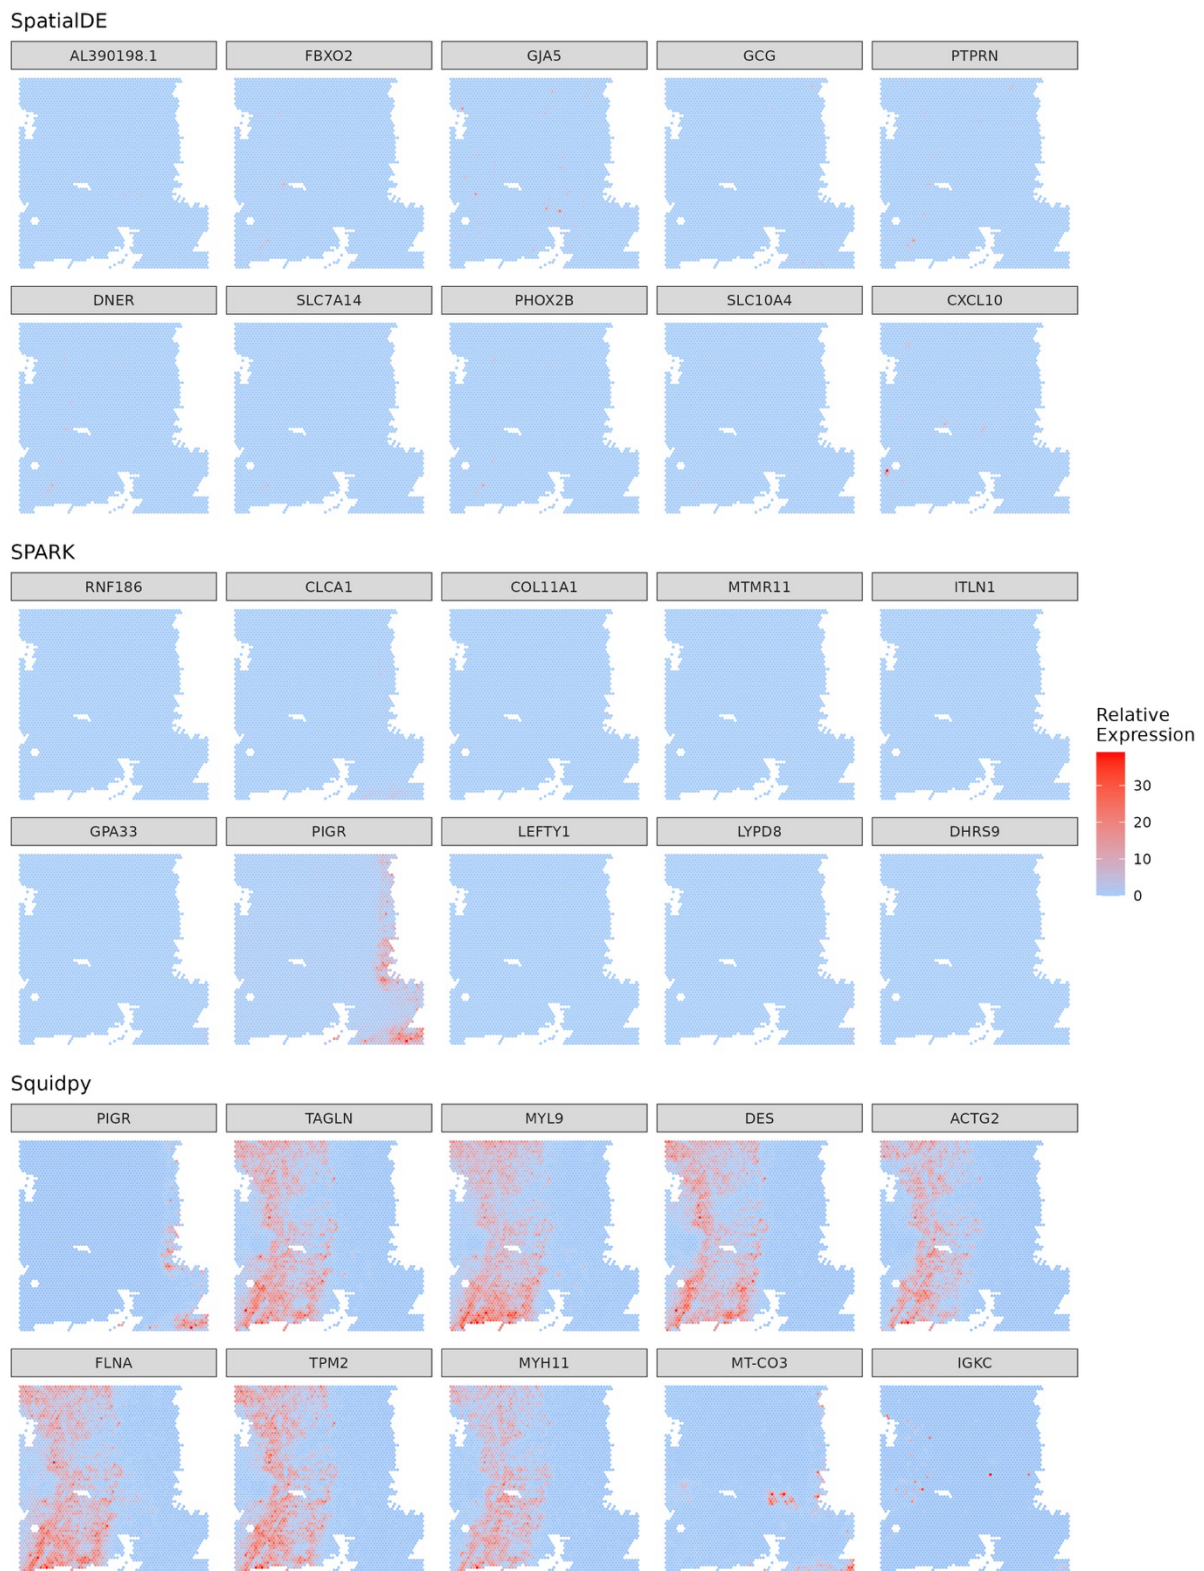 SpatialDE
AL390198.1 FBXO2 GJA5 GCG PTPRN
DNER SLC7A14 PHOX2B SLC10A4 CXCL10
SPARK
RNF186 CLCA1 COL11A1 MTMR11 ITLN1
Relative
Expression
30
20
10
0
GPA33 PIGR LEFTY1 LYPD8 DHRS9
Squidpy
PIGR TAGLN MYL9 DES ACTG2
FLNA TPM2 MYH11 MT-CO3 IGKC